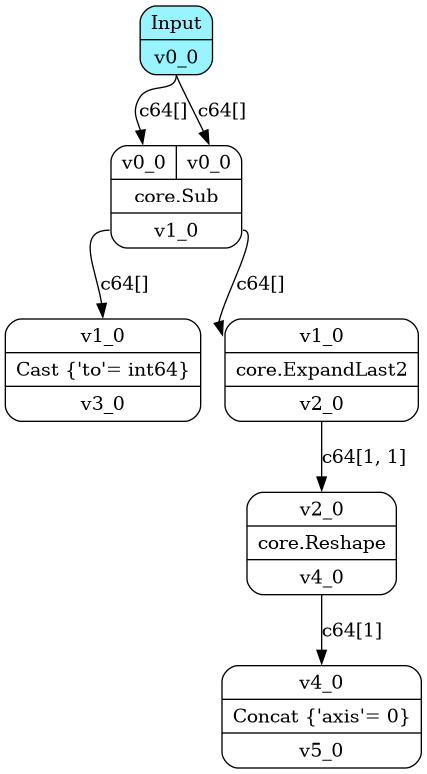 Input
v0_0
c64[] c64[]
v0_0 v0_0
core.Sub
v1_0
c64[] c64[]
v1_0
Cast {'to'= int64}
v3_0
v1_0
core.ExpandLast2
v2_0
c64[1, 1]
v2_0
core.Reshape
v4_0
c64[1]
v4_0
Concat {'axis'= 0}
v5_0